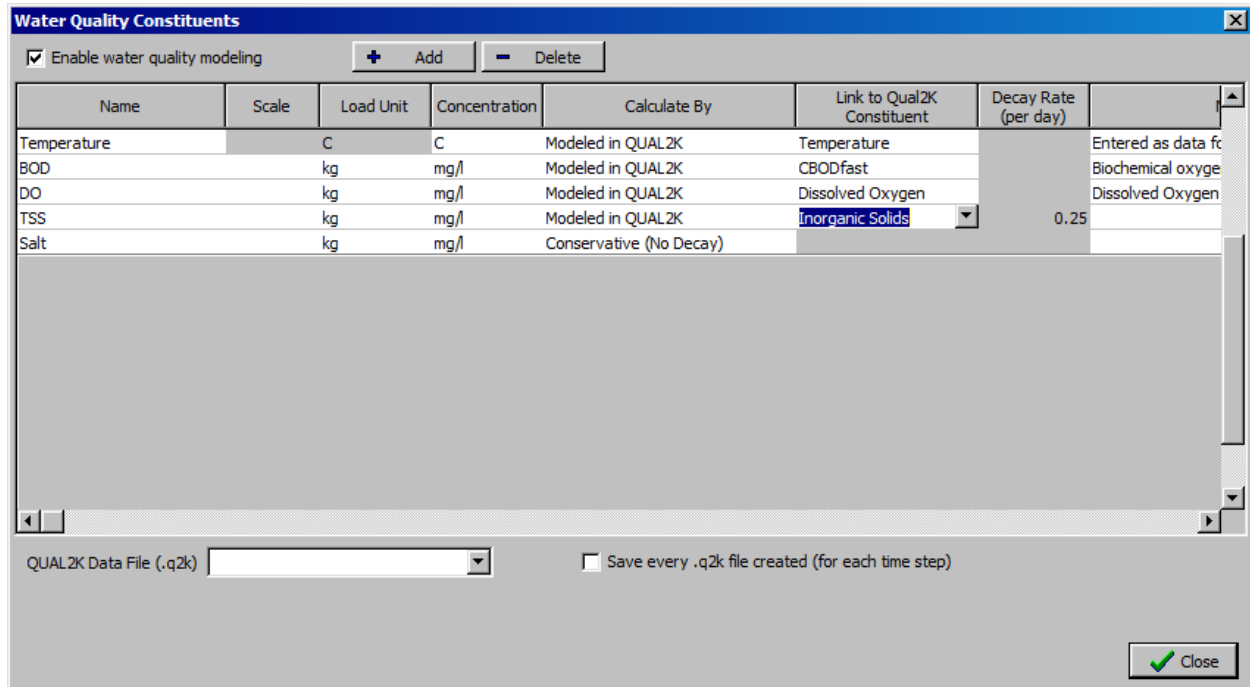 Water Quality Constituents
Enable water quality modeling + Add - Delete
Name Scale Load Unit Concentration Calculate By Link to Qual2K Constituent Decay Rate (per day)
Temperature C C Modeled in QUAL2K Temperature Entered as data fo
BOD kg mg/l Modeled in QUAL2K CBODfast Biochemical oxyge
DO kg mg/l Modeled in QUAL2K Dissolved Oxygen Dissolved Oxygen
TSS kg mg/l Modeled in QUAL2K Inorganic Solids 0.25
Salt kg mg/l Conservative (No Decay)
QUAL2K Data File (.q2k) Save every .q2k file created (for each time step)
Close